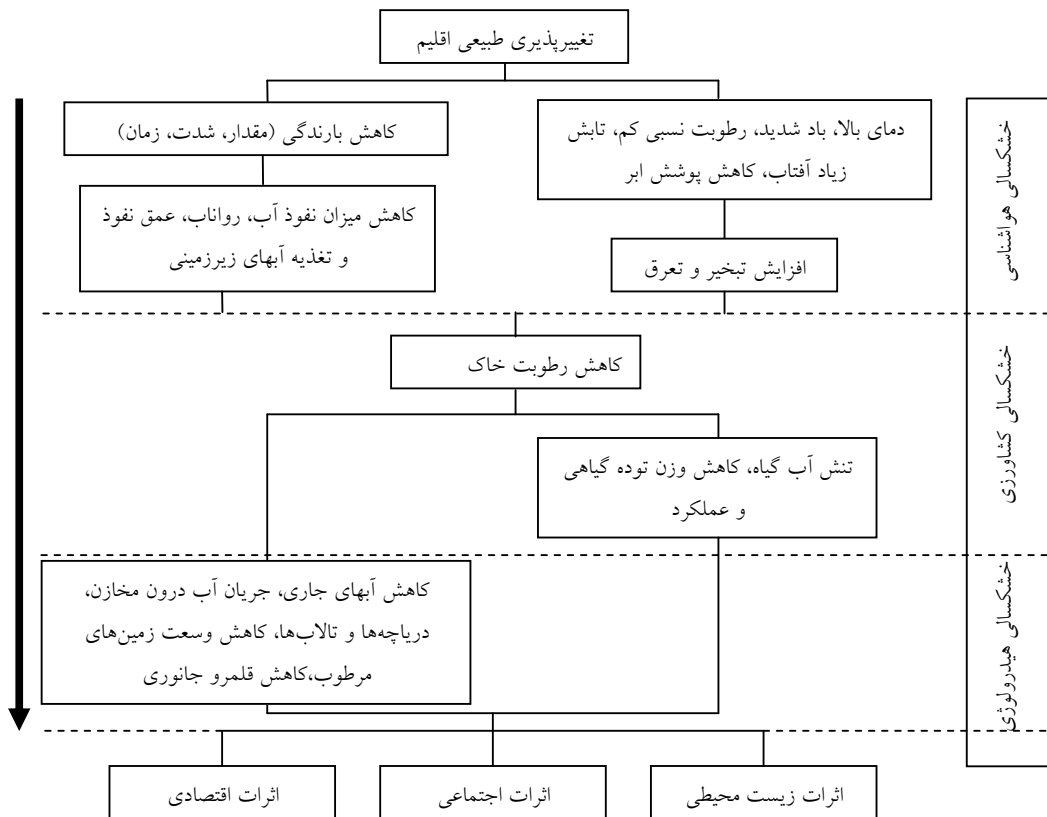 تغییرپذیری طبیعی اقلیم
دمای بالا، باد شدید، رطوبت نسبی کم، تابش
زیاد آفتاب، کاهش پوشش ابر
کاهش بارندگی (مقدار، شدت، زمان)
افزایش تبخیر و تعرق
کاهش میزان نفوذ آب، رواناب، عمق نفوذ
و تغذیه آبهای زیرزمینی
خشکسالی هواشناسی
کاهش رطوبت خاک
تنش آب گیاه، کاهش وزن توده گیاهی
و عملکرد
خشکسالی کشاورزی
کاهش آبهای جاری، جریان آب درون مخازن،
دریاچه‌ها و تالاب‌ها، کاهش وسعت زمین‌های
مرطوب،کاهش قلمرو جانوری
خشکسالی هیدرولوژی
اثرات زیست محیطی
اثرات اجتماعی
اثرات اقتصادی